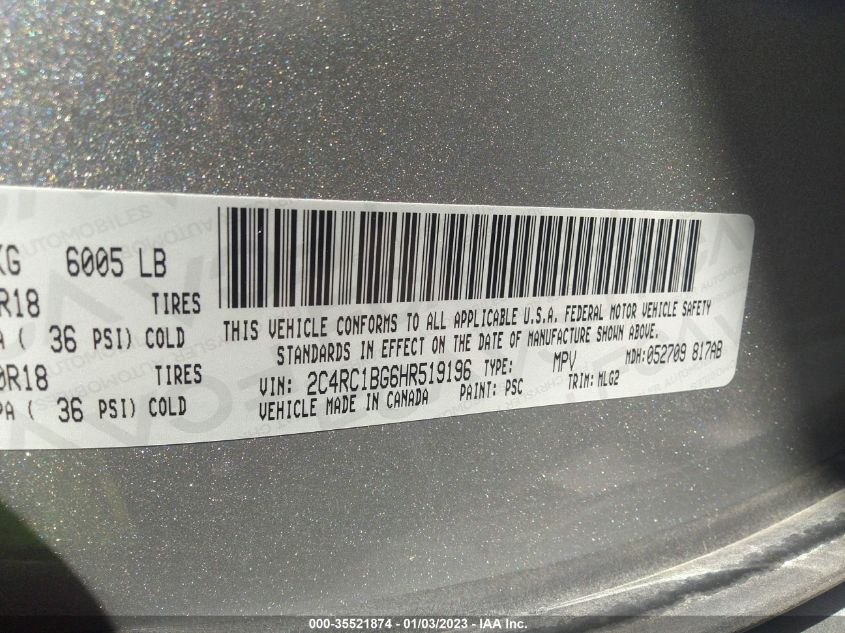 KG 6005 LB
R18 TIRES
A ( 36 PSI) COLD
0R18 TIRES
PA ( 36 PSI) COLD
THIS VEHICLE CONFORMS TO ALL APPLICABLE U.S.A. FEDERAL MOTOR VEHICLE SAFETY
STANDARDS IN EFFECT ON THE DATE OF MANUFACTURE SHOWN ABOVE.
VIN: 2C4RC1BG6HR519196 TYPE: MPV MDH:052709 817AB
VEHICLE MADE IN CANADA PAINT: PSC TRIM: MLG2
000-35521874 / 01/03/2023 - © IAA Inc.